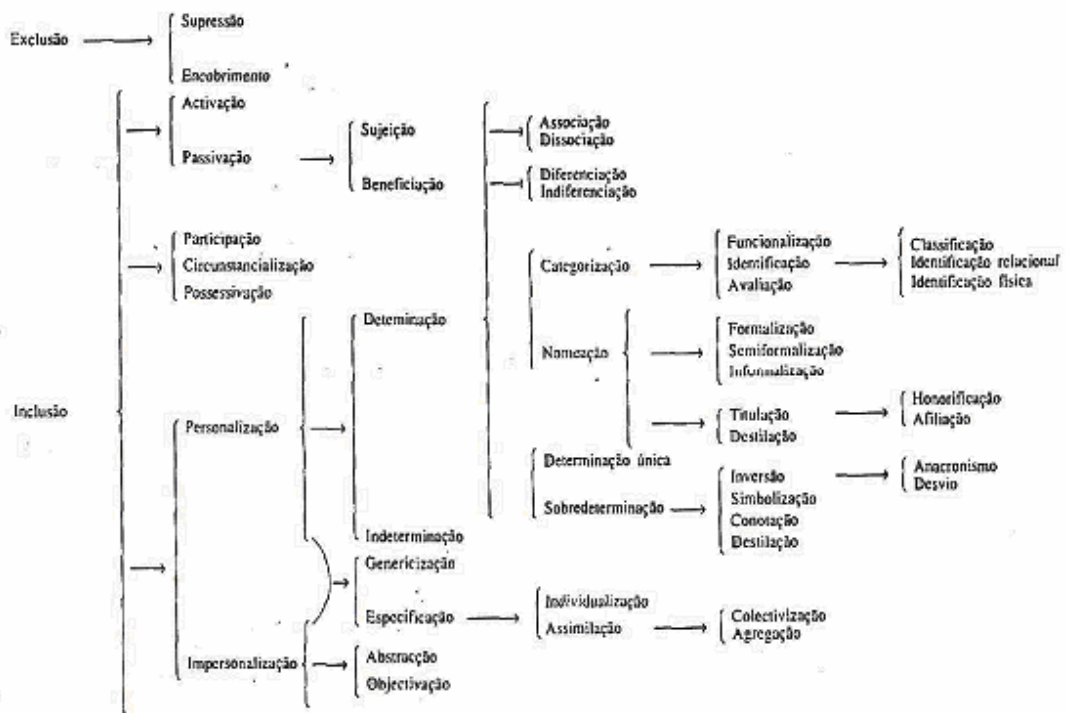 Supressão
Exclusão
Encobrimento
Activação
Passivação
Sujeição
Beneficiação
Associação
Dissociação
Diferenciação
Indiferenciação
Participação
Circunstancialização
Possessivação
Categorização
Funcionalização
Identificação
Avaliação
Classificação
Identificação relacional
Identificação física
Deteminação
Nomeação
Formalização
Semiformalização
Informalização
Inclusão
Personalização
Titulação
Destilação
Honorificação
Afiliação
Determinação única
Sobredeterminação
Inversão
Simbolização
Conotação
Destilação
Anacronismo
Desvio
Indeterminação
Genericização
Especificação
Individualização
Assimilação
Colectivização
Agregação
Impersonalização
Abstracção
Objectivação